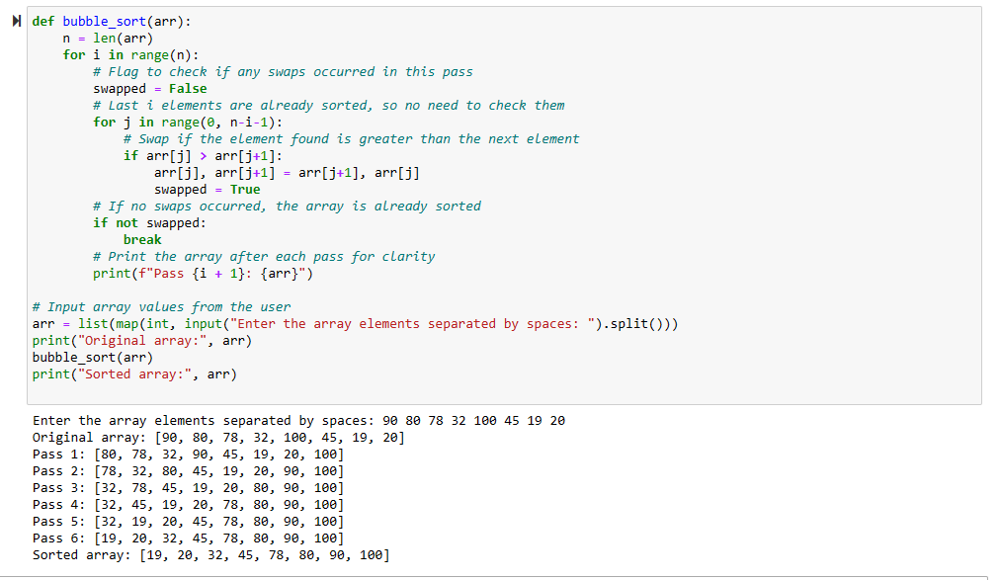 def bubble_sort(arr):
    n = len(arr)
    for i in range(n):
        # Flag to check if any swaps occurred in this pass
        swapped = False
        # Last i elements are already sorted, so no need to check them
        for j in range(0, n-i-1):
            # Swap if the element found is greater than the next element
            if arr[j] > arr[j+1]:
                arr[j], arr[j+1] = arr[j+1], arr[j]
                swapped = True
        # If no swaps occurred, the array is already sorted
        if not swapped:
            break
        # Print the array after each pass for clarity
        print(f"Pass {i + 1}: {arr}")

# Input array values from the user
arr = list(map(int, input("Enter the array elements separated by spaces: ").split()))
print("Original array:", arr)
bubble_sort(arr)
print("Sorted array:", arr)

Enter the array elements separated by spaces: 90 80 78 32 100 45 19 20
Original array: [90, 80, 78, 32, 100, 45, 19, 20]
Pass 1: [80, 78, 32, 90, 45, 19, 20, 100]
Pass 2: [78, 32, 80, 45, 19, 20, 90, 100]
Pass 3: [32, 78, 45, 19, 20, 80, 90, 100]
Pass 4: [32, 45, 19, 20, 78, 80, 90, 100]
Pass 5: [32, 19, 20, 45, 78, 80, 90, 100]
Pass 6: [19, 20, 32, 45, 78, 80, 90, 100]
Sorted array: [19, 20, 32, 45, 78, 80, 90, 100]